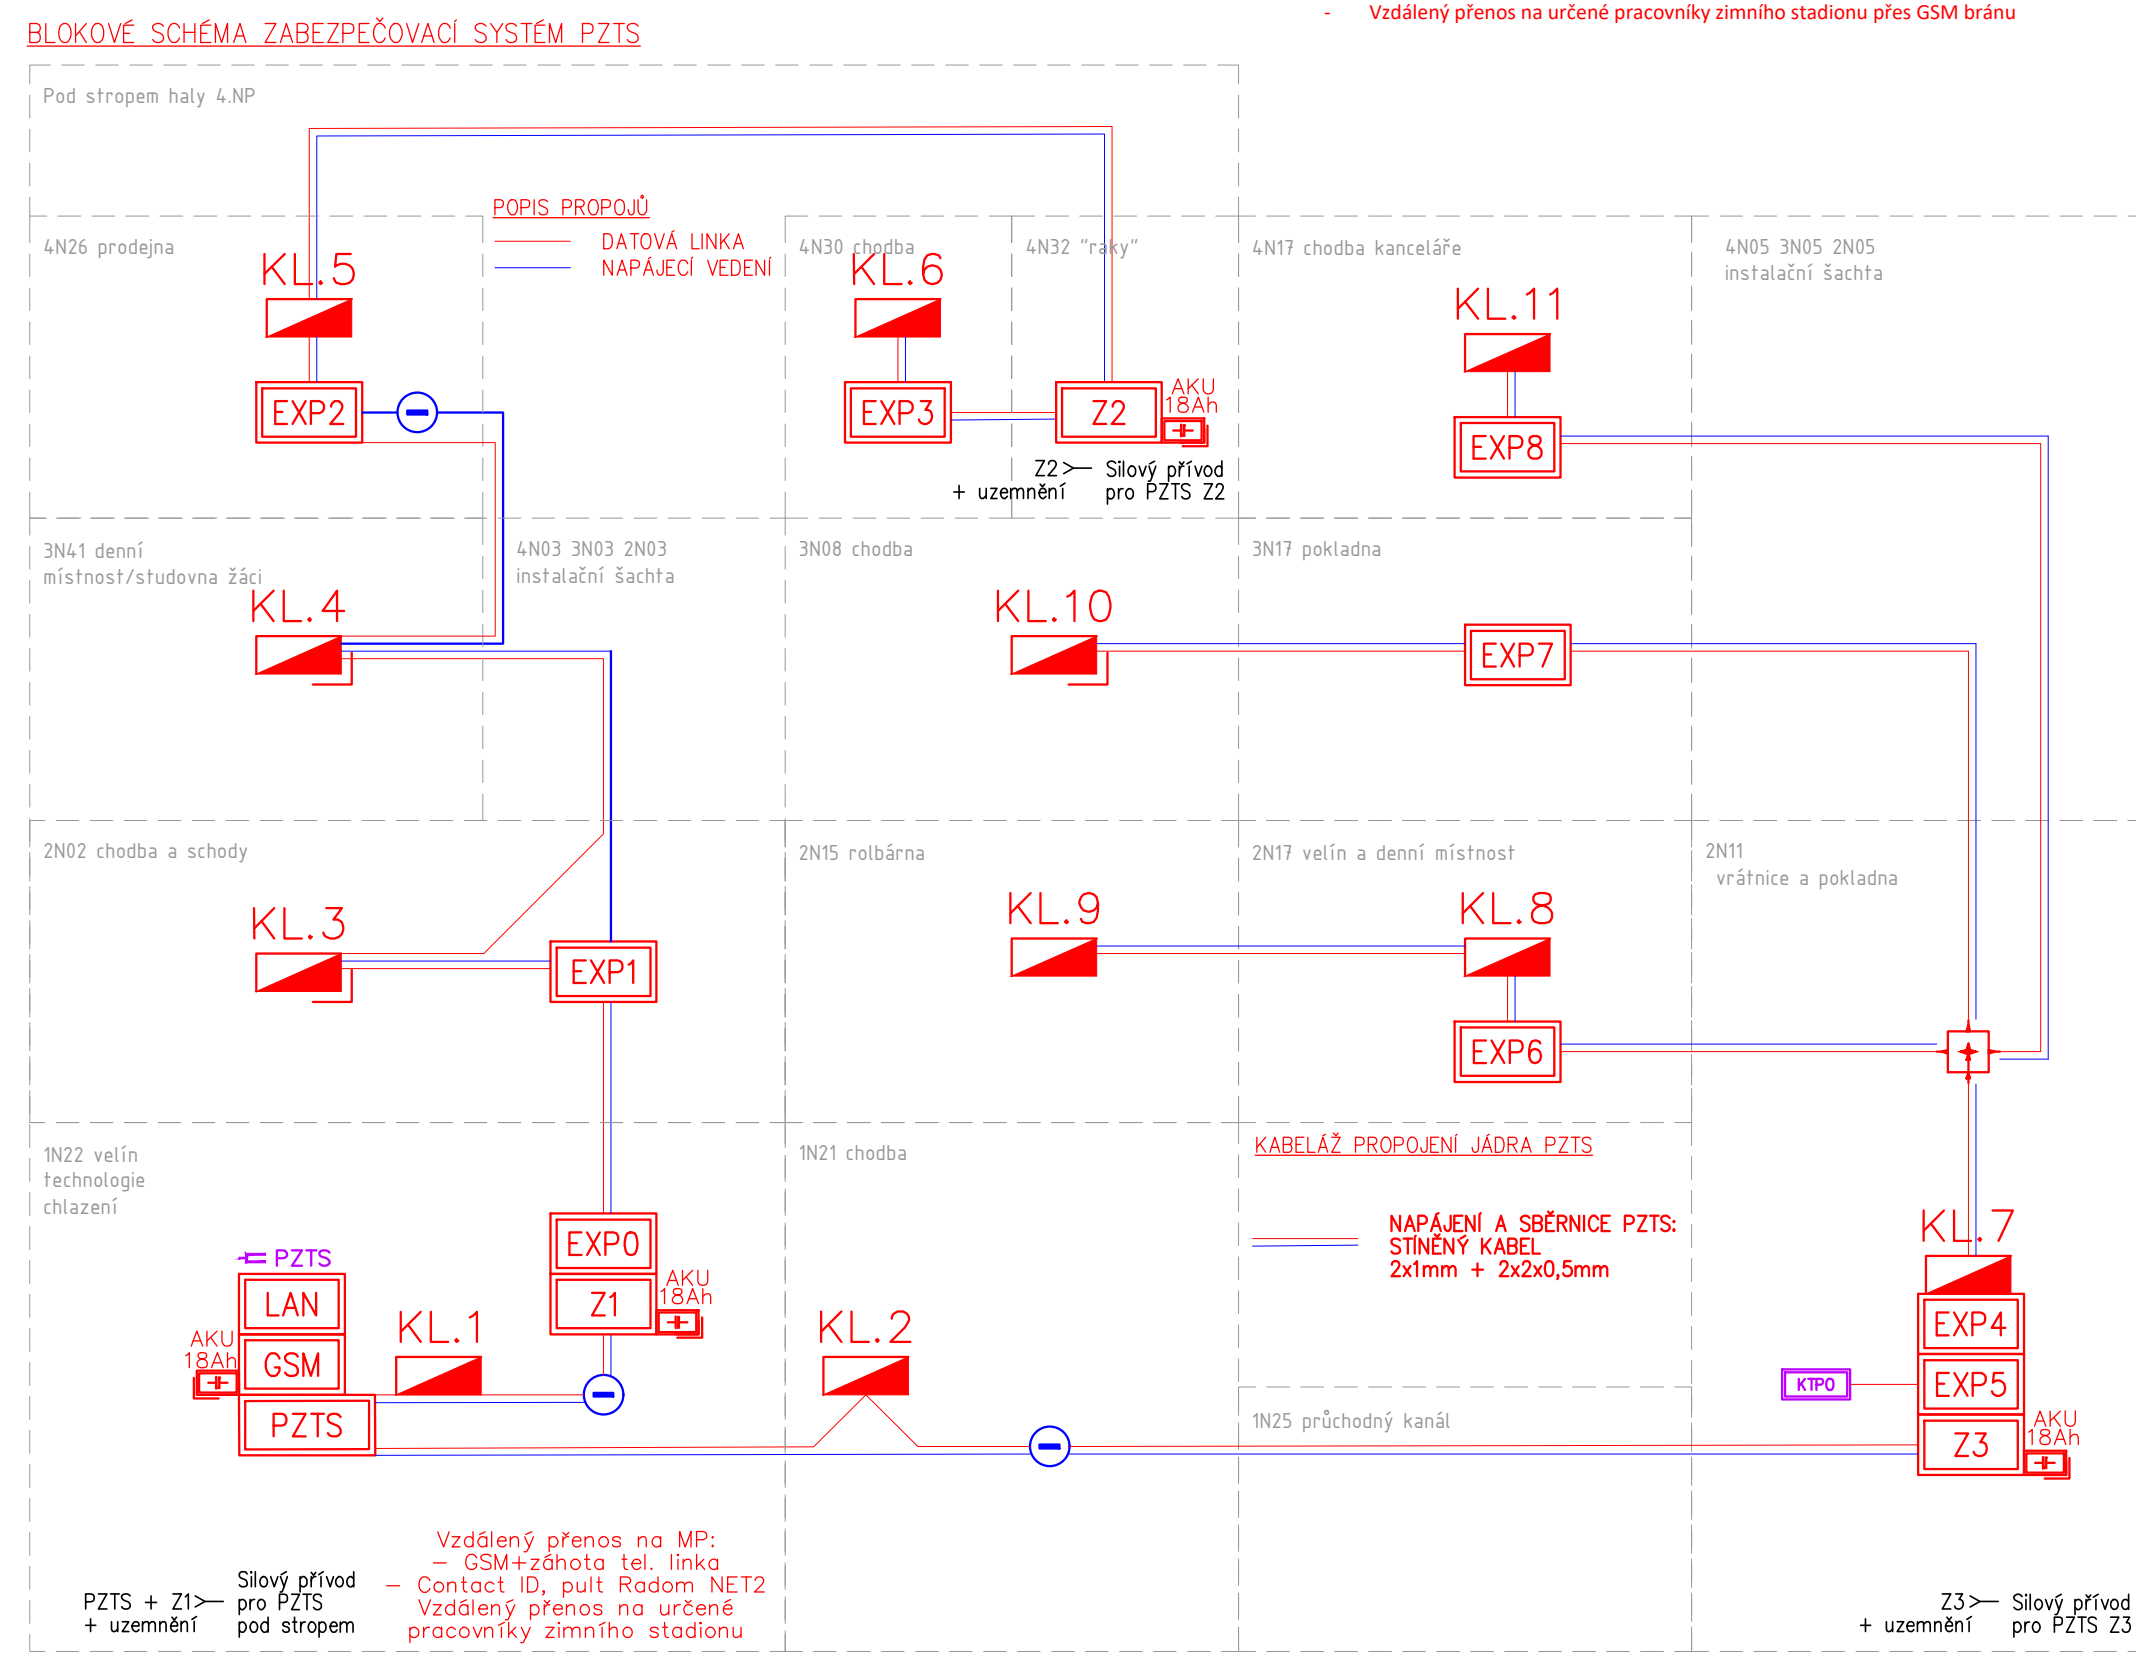 - Vzdálený přenos na určené pracovníky zimního stadionu přes GSM bránu
BLOKOVÉ SCHÉMA ZABEZPEČOVACÍ SYSTÉM PZTS
Pod stropem haly 4.NP
POPIS PROPOJŮ
DATOVÁ LINKA
NAPÁJECÍ VEDENÍ
4N26 prodejna
KL.5
EXP2
4N30 chodba
KL.6
EXP3
4N32 "raky"
Z2
AKU
18Ah
Z2 Silový přívod
+ uzemnění pro PZTS Z2
4N17 chodba kanceláře
KL.11
EXP8
4N05 3N05 2N05
instalační šachta
3N41 denní
místnost/studovna žáci
KL.4
4N03 3N03 2N03
instalační šachta
3N08 chodba
KL.10
3N17 pokladna
EXP7
2N02 chodba a schody
KL.3
EXP1
2N15 rolbárna
KL.9
2N17 velín a denní místnost
KL.8
EXP6
2N11
vrátnice a pokladna
1N22 velín
technologie
chlazení
PZTS
LAN
GSM
PZTS
AKU
18Ah
KL.1
EXP0
Z1
AKU
18Ah
1N21 chodba
KL.2
KABELÁŽ PROPOJENÍ JÁDRA PZTS
NAPÁJENÍ A SBĚRNICE PZTS:
STÍNĚNÝ KABEL
2x1mm + 2x2x0,5mm
1N25 průchodný kanál
KL.7
EXP4
EXP5
Z3
KTPO
AKU
18Ah
Vzdálený přenos na MP:
– GSM+záhota tel. linka
– Contact ID, pult Radom NET2
Vzdálený přenos na určené
pracovníky zimního stadionu
Silový přívod
PZTS + Z1 pro PZTS
+ uzemnění pod stropem
Z3 Silový přívod
+ uzemnění pro PZTS Z3